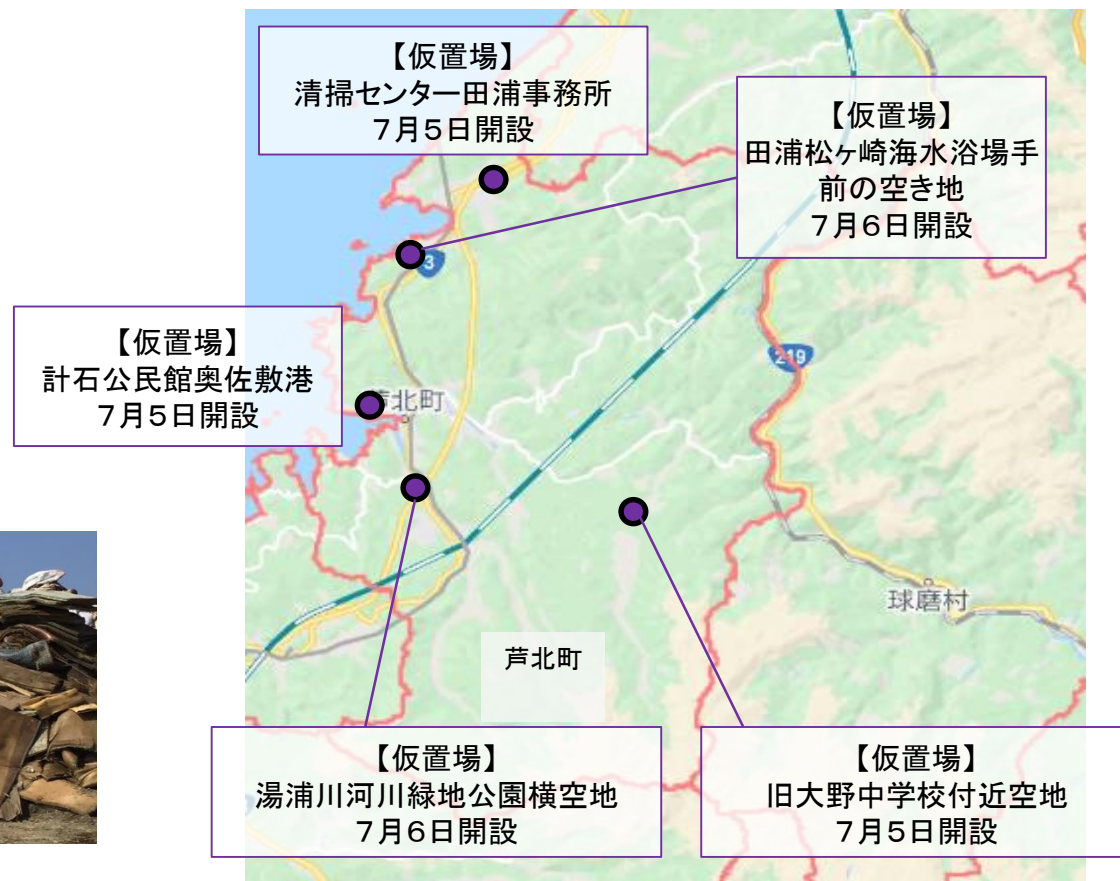 【仮置場】
清掃センター田浦事務所
７月５日開設
【仮置場】
田浦松ヶ崎海水浴場手
前の空き地
７月６日開設
3
【仮置場】
計石公民館奥佐敷港
７月５日開設
北町
219
球磨村
芦北町
【仮置場】
湯浦川河川緑地公園横空地
７月６日開設
【仮置場】
旧大野中学校付近空地
７月５日開設